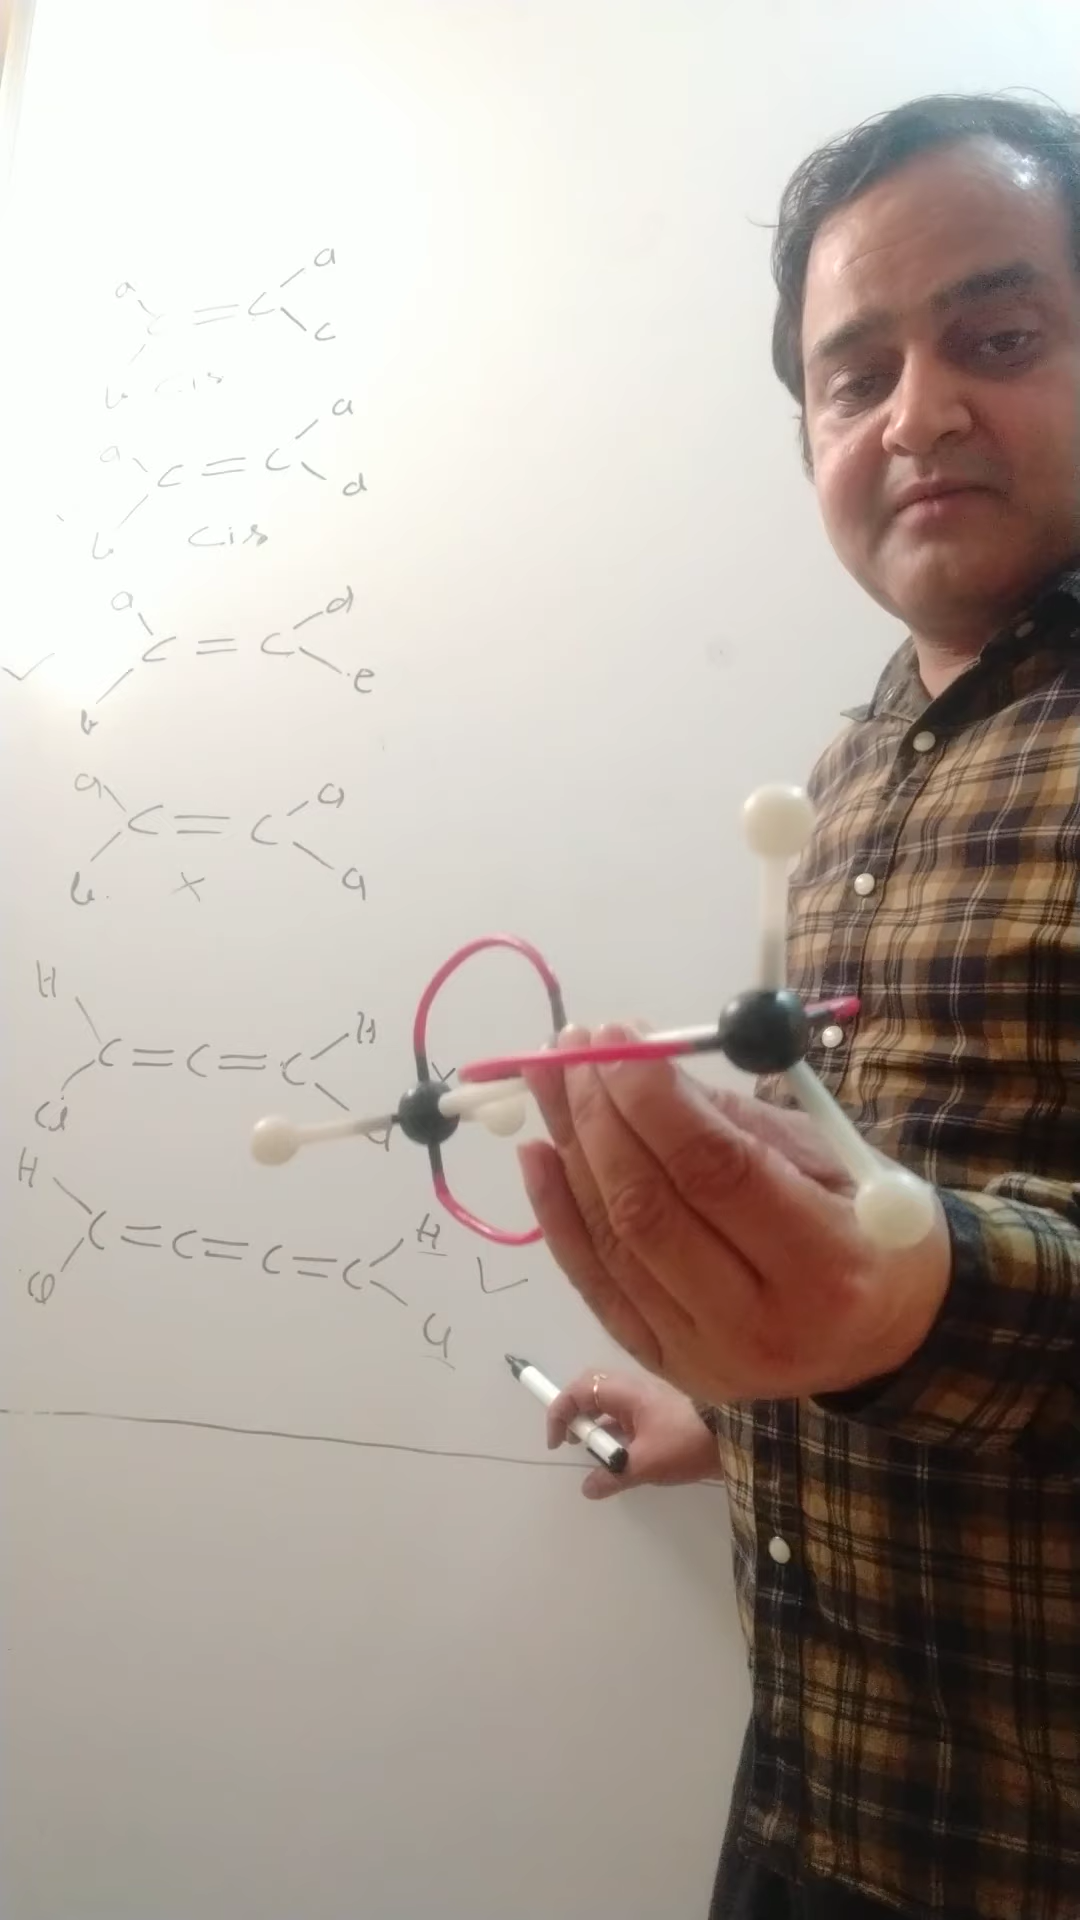 a a
C = C
b c
cis
a a
C = C
b d
cis
a d
C = C
b e
a a
C = C
b a
×
H H
C = C = C
Cl
H H
C = C = C = C
Cl Cl